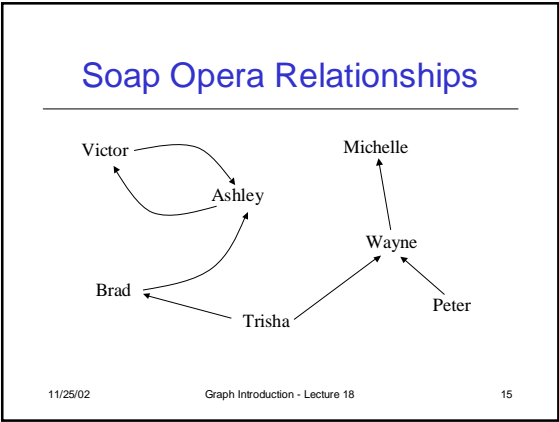 Soap Opera Relationships
Victor
Michelle
Ashley
Wayne
Brad
Peter
Trisha
11/25/02
Graph Introduction - Lecture 18
15